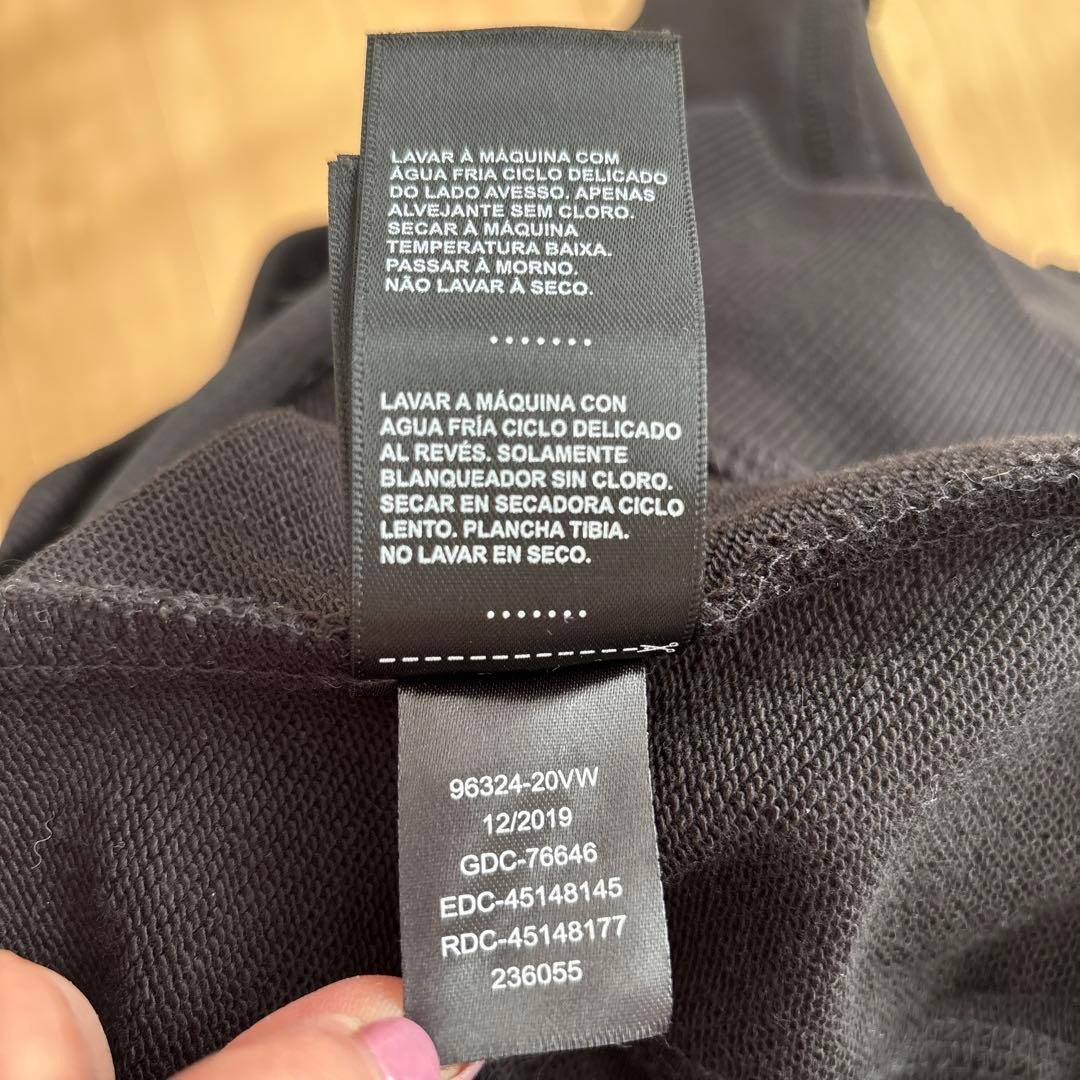 LAVAR À MÁQUINA COM
ÁGUA FRIA CICLO DELICADO
DO LADO AVESSO. APENAS
ALVEJANTE SEM CLORO.
SECAR À MÁQUINA
TEMPERATURA BAIXA.
PASSAR À MORNO.
NÃO LAVAR À SECO.
.......
LAVAR A MÁQUINA CON
AGUA FRÍA CICLO DELICADO
AL REVÉS. SOLAMENTE
BLANQUEADOR SIN CLORO.
SECAR EN SECADORA CICLO
LENTO. PLANCHA TIBIA.
NO LAVAR EN SECO.
.......
96324-20VW
12/2019
GDC-76646
EDC-45148145
RDC-45148177
236055